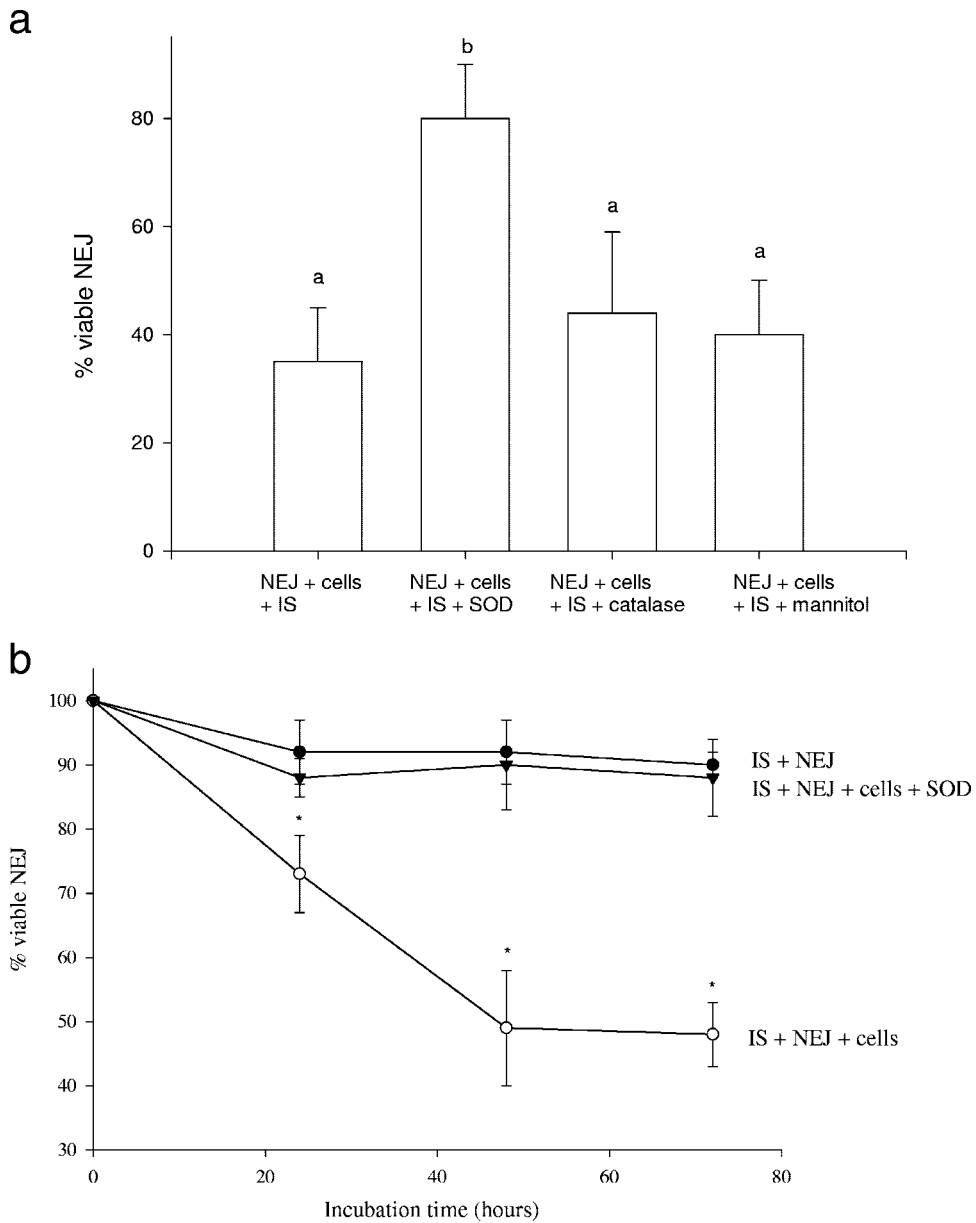 a
b
80
60
40
20
0
a
a
a
% viable NEJ
NEJ + cells
+ IS
NEJ + cells
+ IS + SOD
NEJ + cells
+ IS + catalase
NEJ + cells
+ IS + mannitol
b
100
90
80
70
60
50
40
30
% viable NEJ
*
*
*
IS + NEJ
IS + NEJ + cells + SOD
IS + NEJ + cells
0
20
40
60
80
Incubation time (hours)